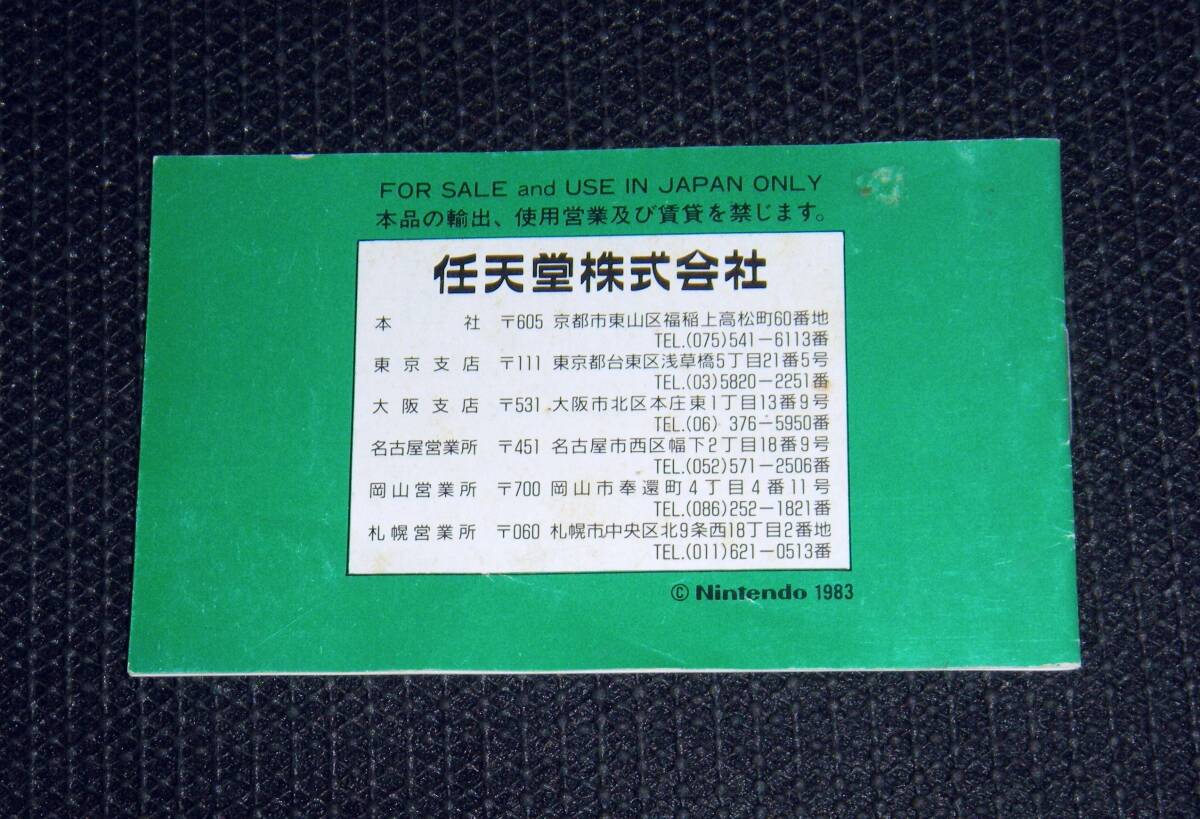 FOR SALE and USE IN JAPAN ONLY
本品の輸出、使用営業及び賃貸を禁じます。
任天堂株式会社
本 社 〒605 京都市東山区福稲上高松町60番地
TEL.(075)541-6113番
東京支店 〒111 東京都台東区浅草橋5丁目21番5号
TEL.(03)5820-2251番
大阪支店 〒531 大阪市北区本庄東1丁目13番9号
TEL.(06) 376-5950番
名古屋営業所 〒451 名古屋市西区幅下2丁目18番9号
TEL.(052)571-2506番
岡山営業所 〒700 岡山市奉還町4丁目4番11号
TEL.(086)252-1821番
札幌営業所 〒060 札幌市中央区北9条西18丁目2番地
TEL.(011)621-0513番
© Nintendo 1983